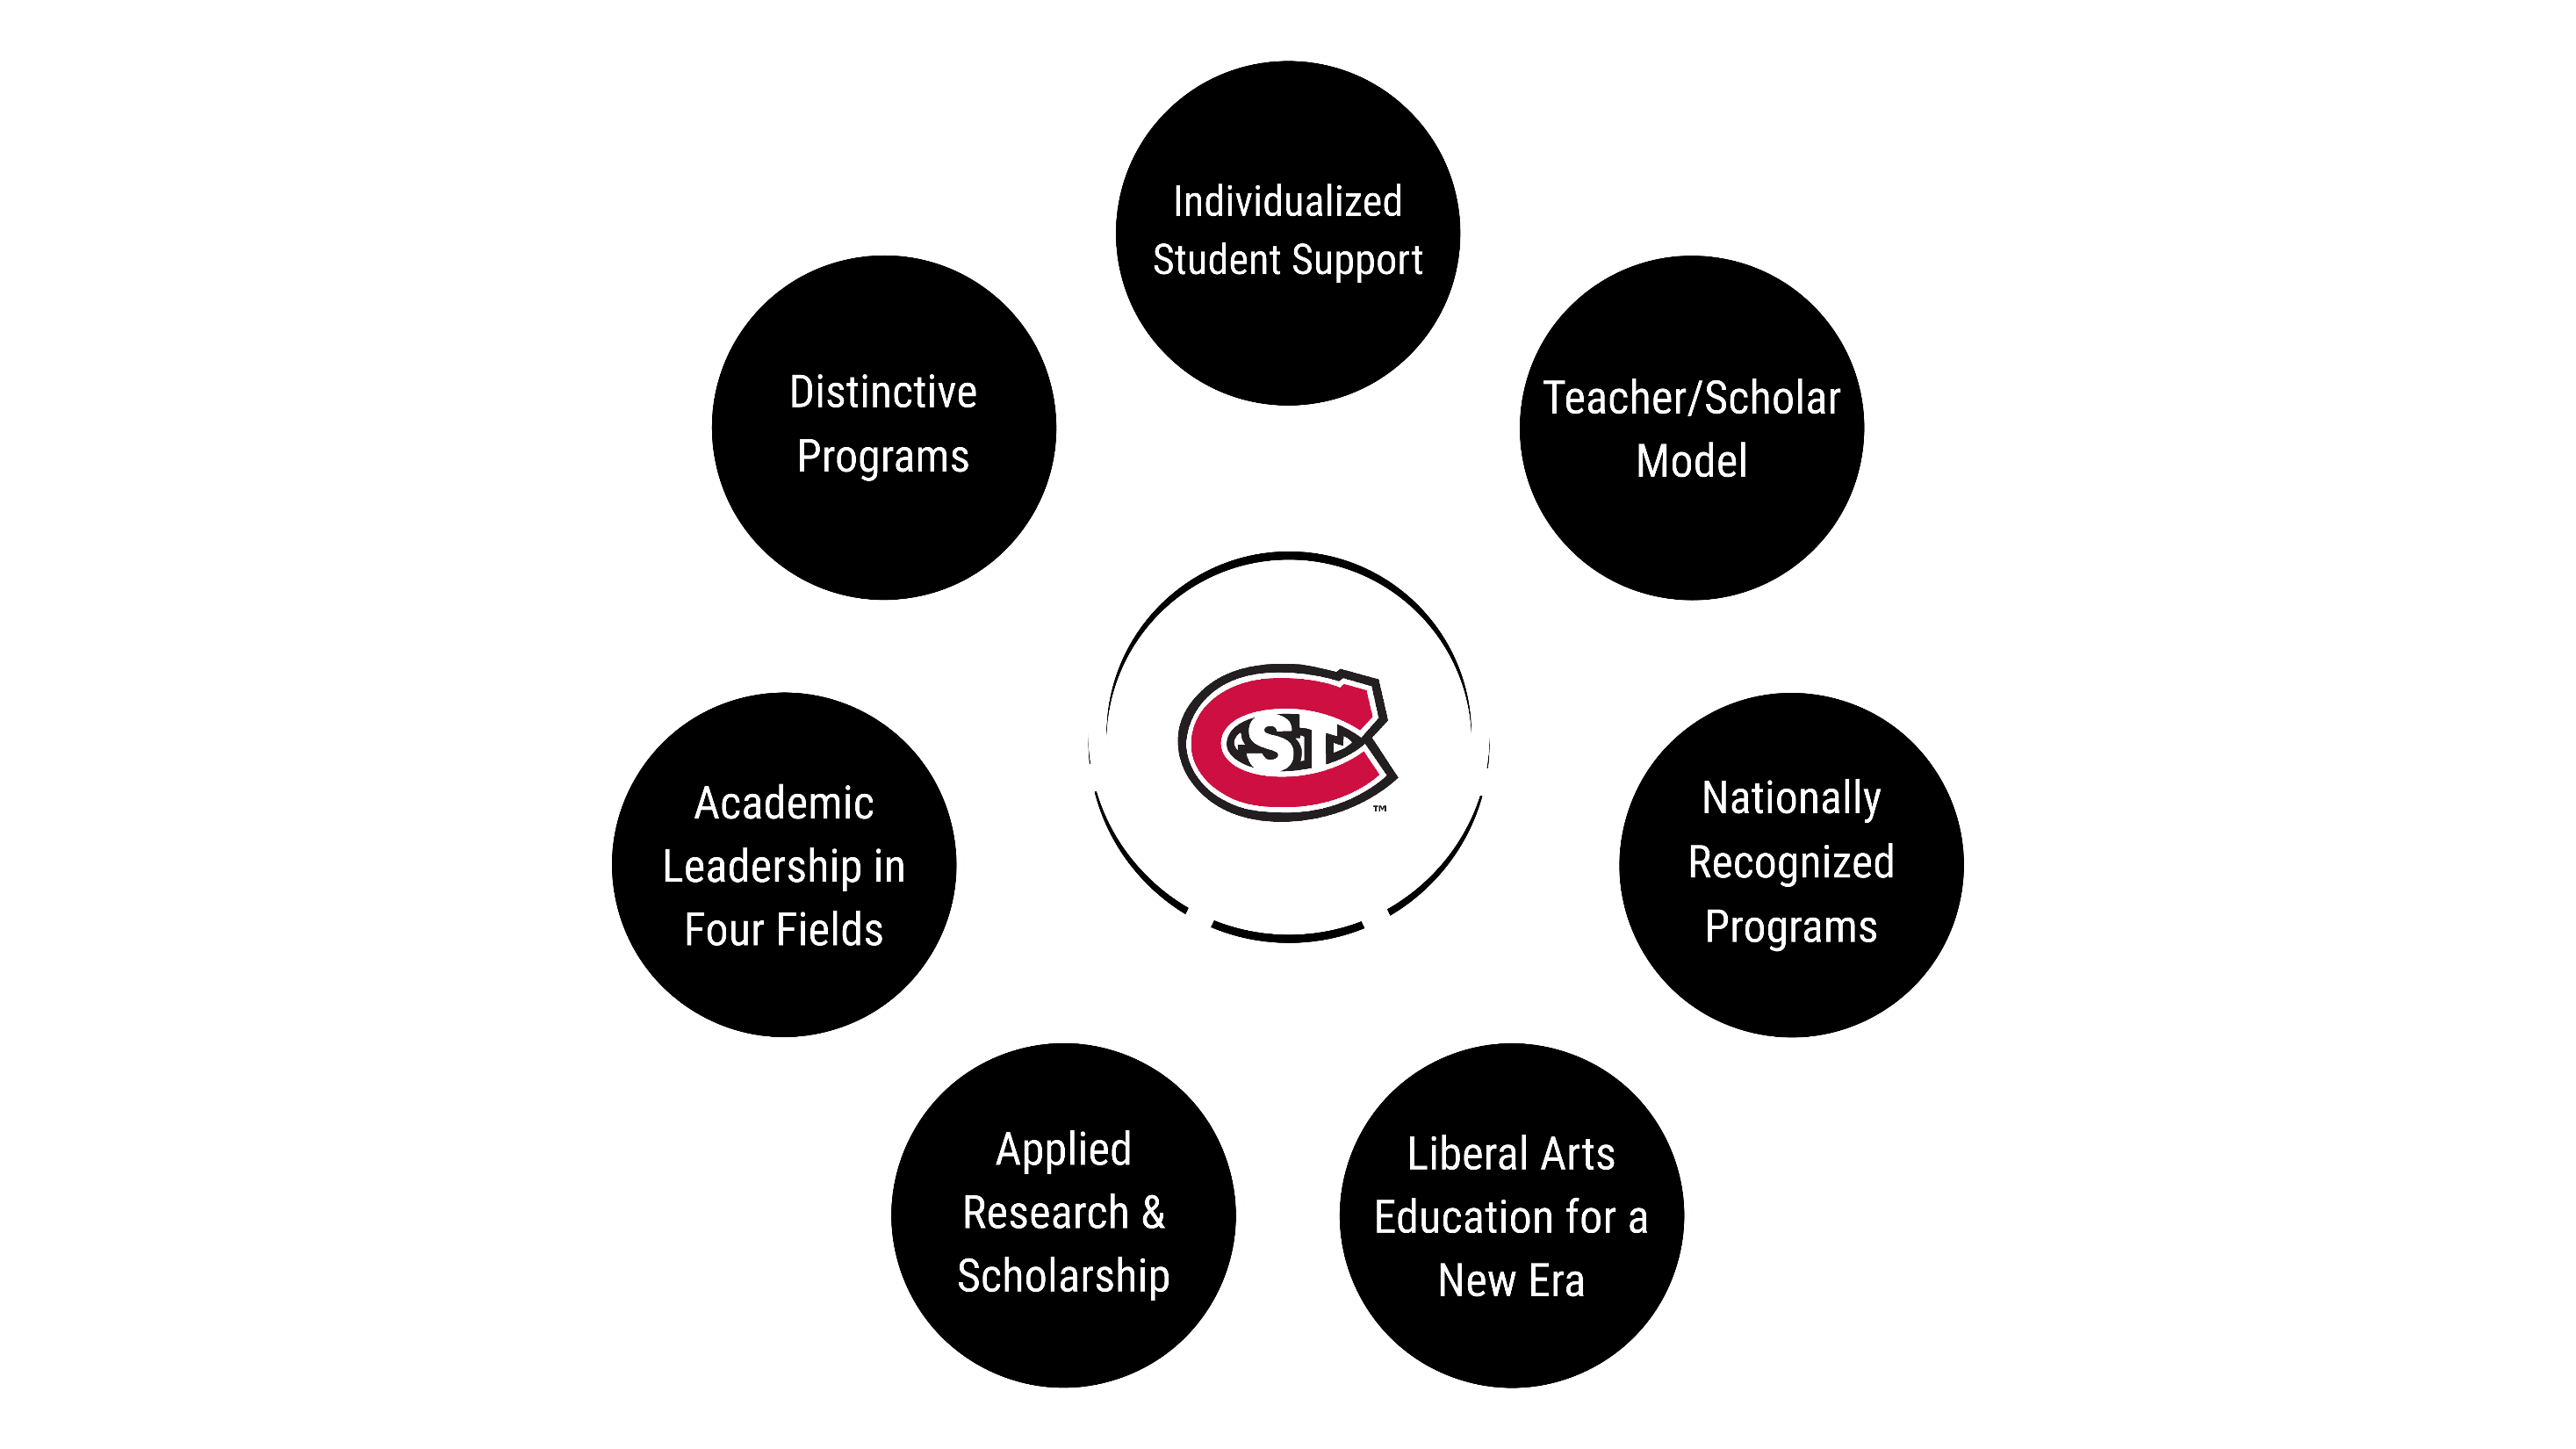 Individualized
Student Support
Distinctive
Programs
Teacher/Scholar
Model
ST
C
™
Academic
Leadership in
Four Fields
Nationally
Recognized
Programs
Applied
Research &
Scholarship
Liberal Arts
Education for a
New Era